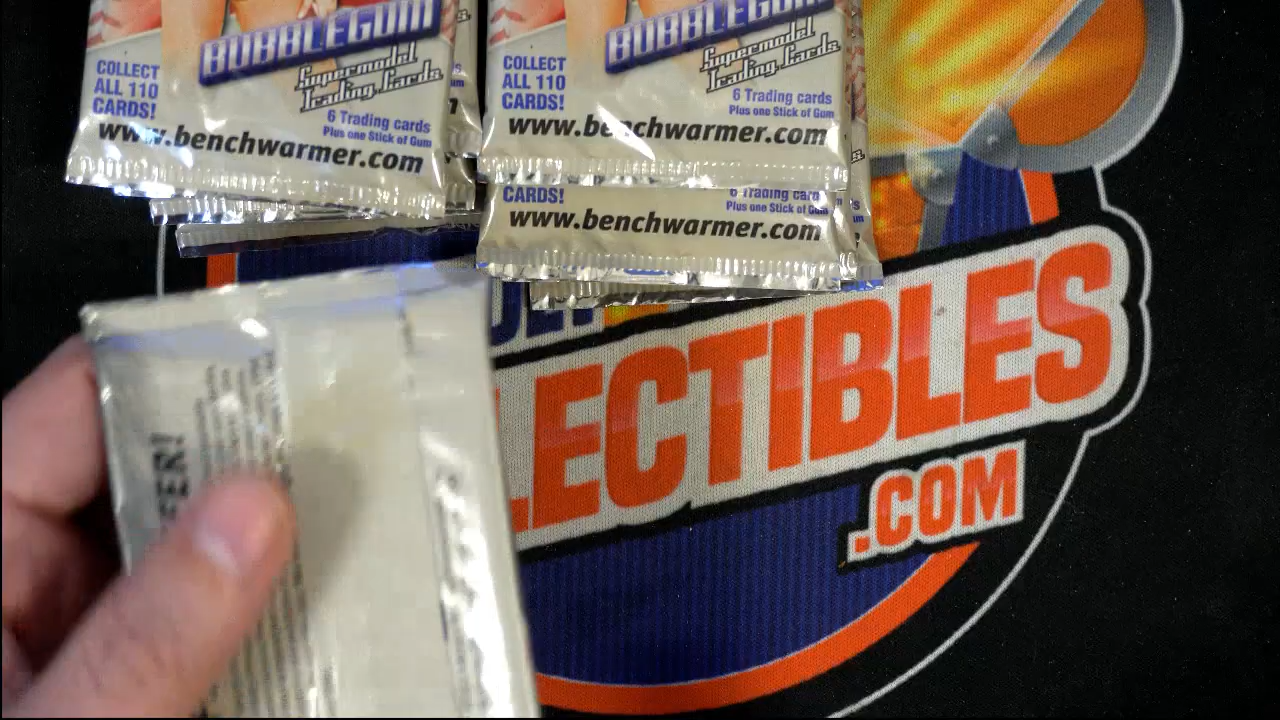 BUBBLEGUM
Supermodel
Trading Cards
COLLECT
ALL 110
CARDS!
6 Trading cards
Plus one Stick of Gum
www.benchwarmer.com
BUBBLEGUM
Supermodel
Trading Cards
COLLECT
ALL 110
CARDS!
6 Trading cards
Plus one Stick of Gum
www.benchwarmer.com
CARDS!
6 Trading card
Plus one Stick of Gum
www.benchwarmer.com
LECTIBLES
.COM